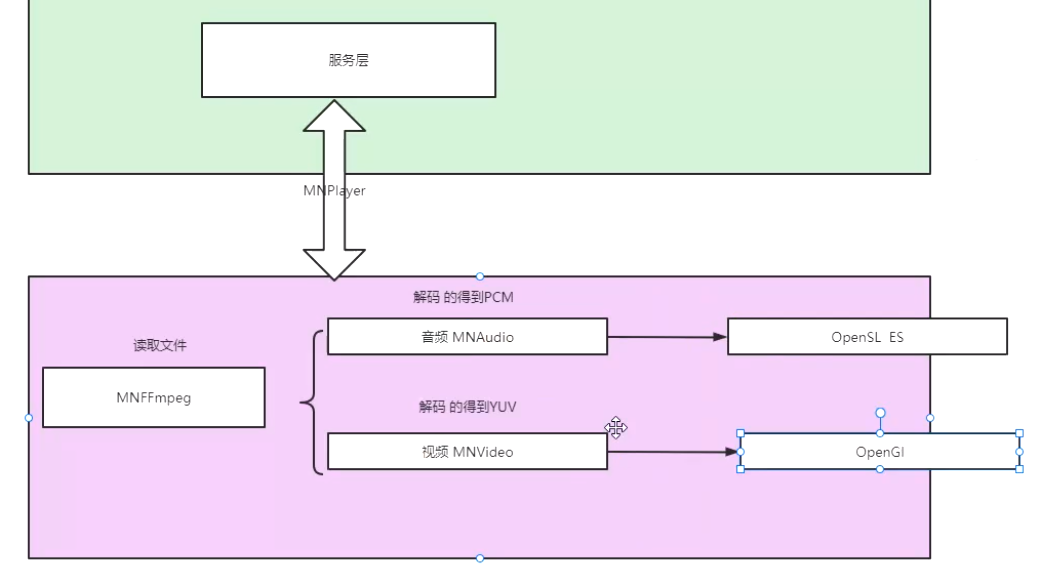 服务层
MNPlayer
解码 的得到PCM
音频 MNAudio
OpenSL ES
读取文件
MNFFmpeg
解码 的得到YUV
视频 MNVideo
OpenGl